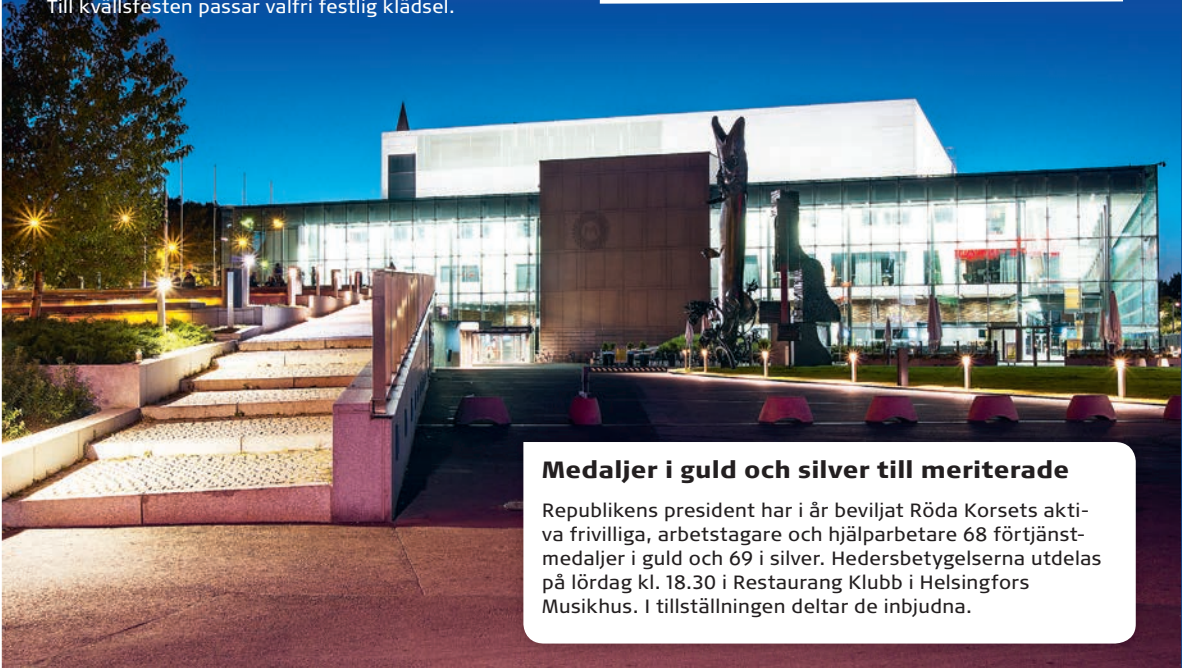 Till kvällsfesten passar valfri festlig klädsel.
Medaljer i guld och silver till meriterade
Republikens president har i år beviljat Röda Korsets akti-
va frivilliga, arbetstagare och hjälparbetare 68 förtjänst-
medaljer i guld och 69 i silver. Hedersbetygelserna utdelas
på lördag kl. 18.30 i Restaurang Klubb i Helsingfors
Musikhus. I tillställningen deltar de inbjudna.